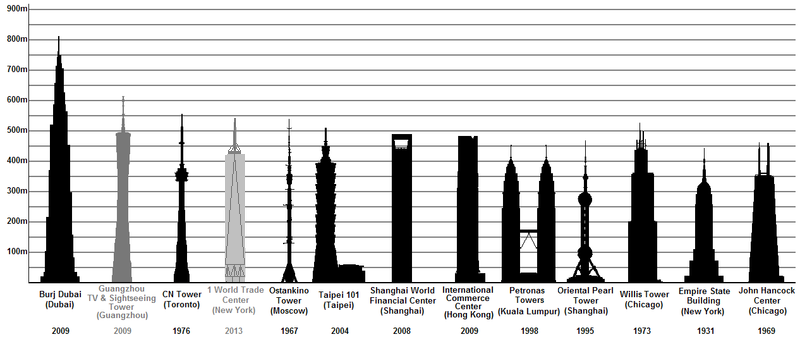 900m
800m
700m
600m
500m
400m
300m
200m
100m
Burj Dubai
(Dubai)
2009
Guangzhou
TV & Sightseeing
Tower
(Guangzhou)
2009
CN Tower
(Toronto)
1976
1 World Trade
Center
(New York)
2013
Ostankino
Tower
(Moscow)
1967
Taipei 101
(Taipei)
2004
Shanghai World
Financial Center
(Shanghai)
2008
International
Commerce
Center
(Hong Kong)
2009
Petronas
Towers
(Kuala Lumpur)
1998
Oriental Pearl
Tower
(Shanghai)
1995
Willis Tower
(Chicago)
1973
Empire State
Building
(New York)
1931
John Hancock
Center
(Chicago)
1969